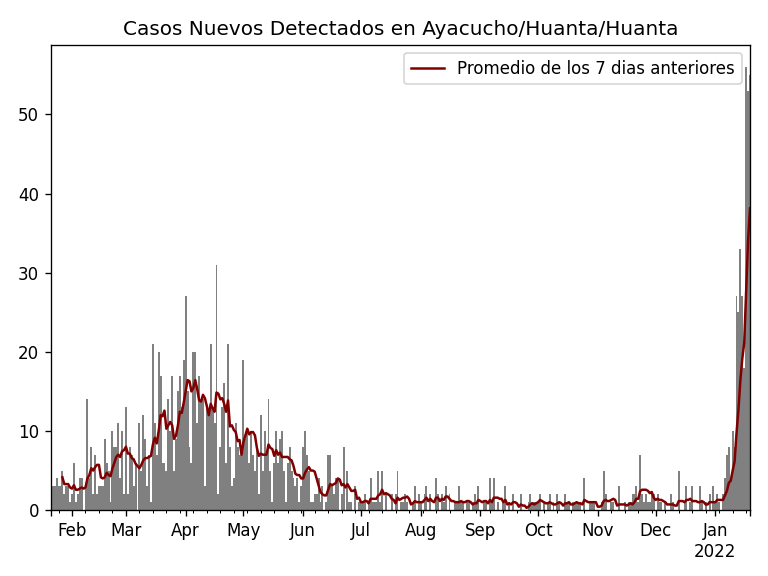 Casos Nuevos Detectados en Ayacucho/Huanta/Huanta
Promedio de los 7 dias anteriores
50
40
30
20
10
0
Feb Mar Apr May Jun Jul Aug Sep Oct Nov Dec Jan
2022